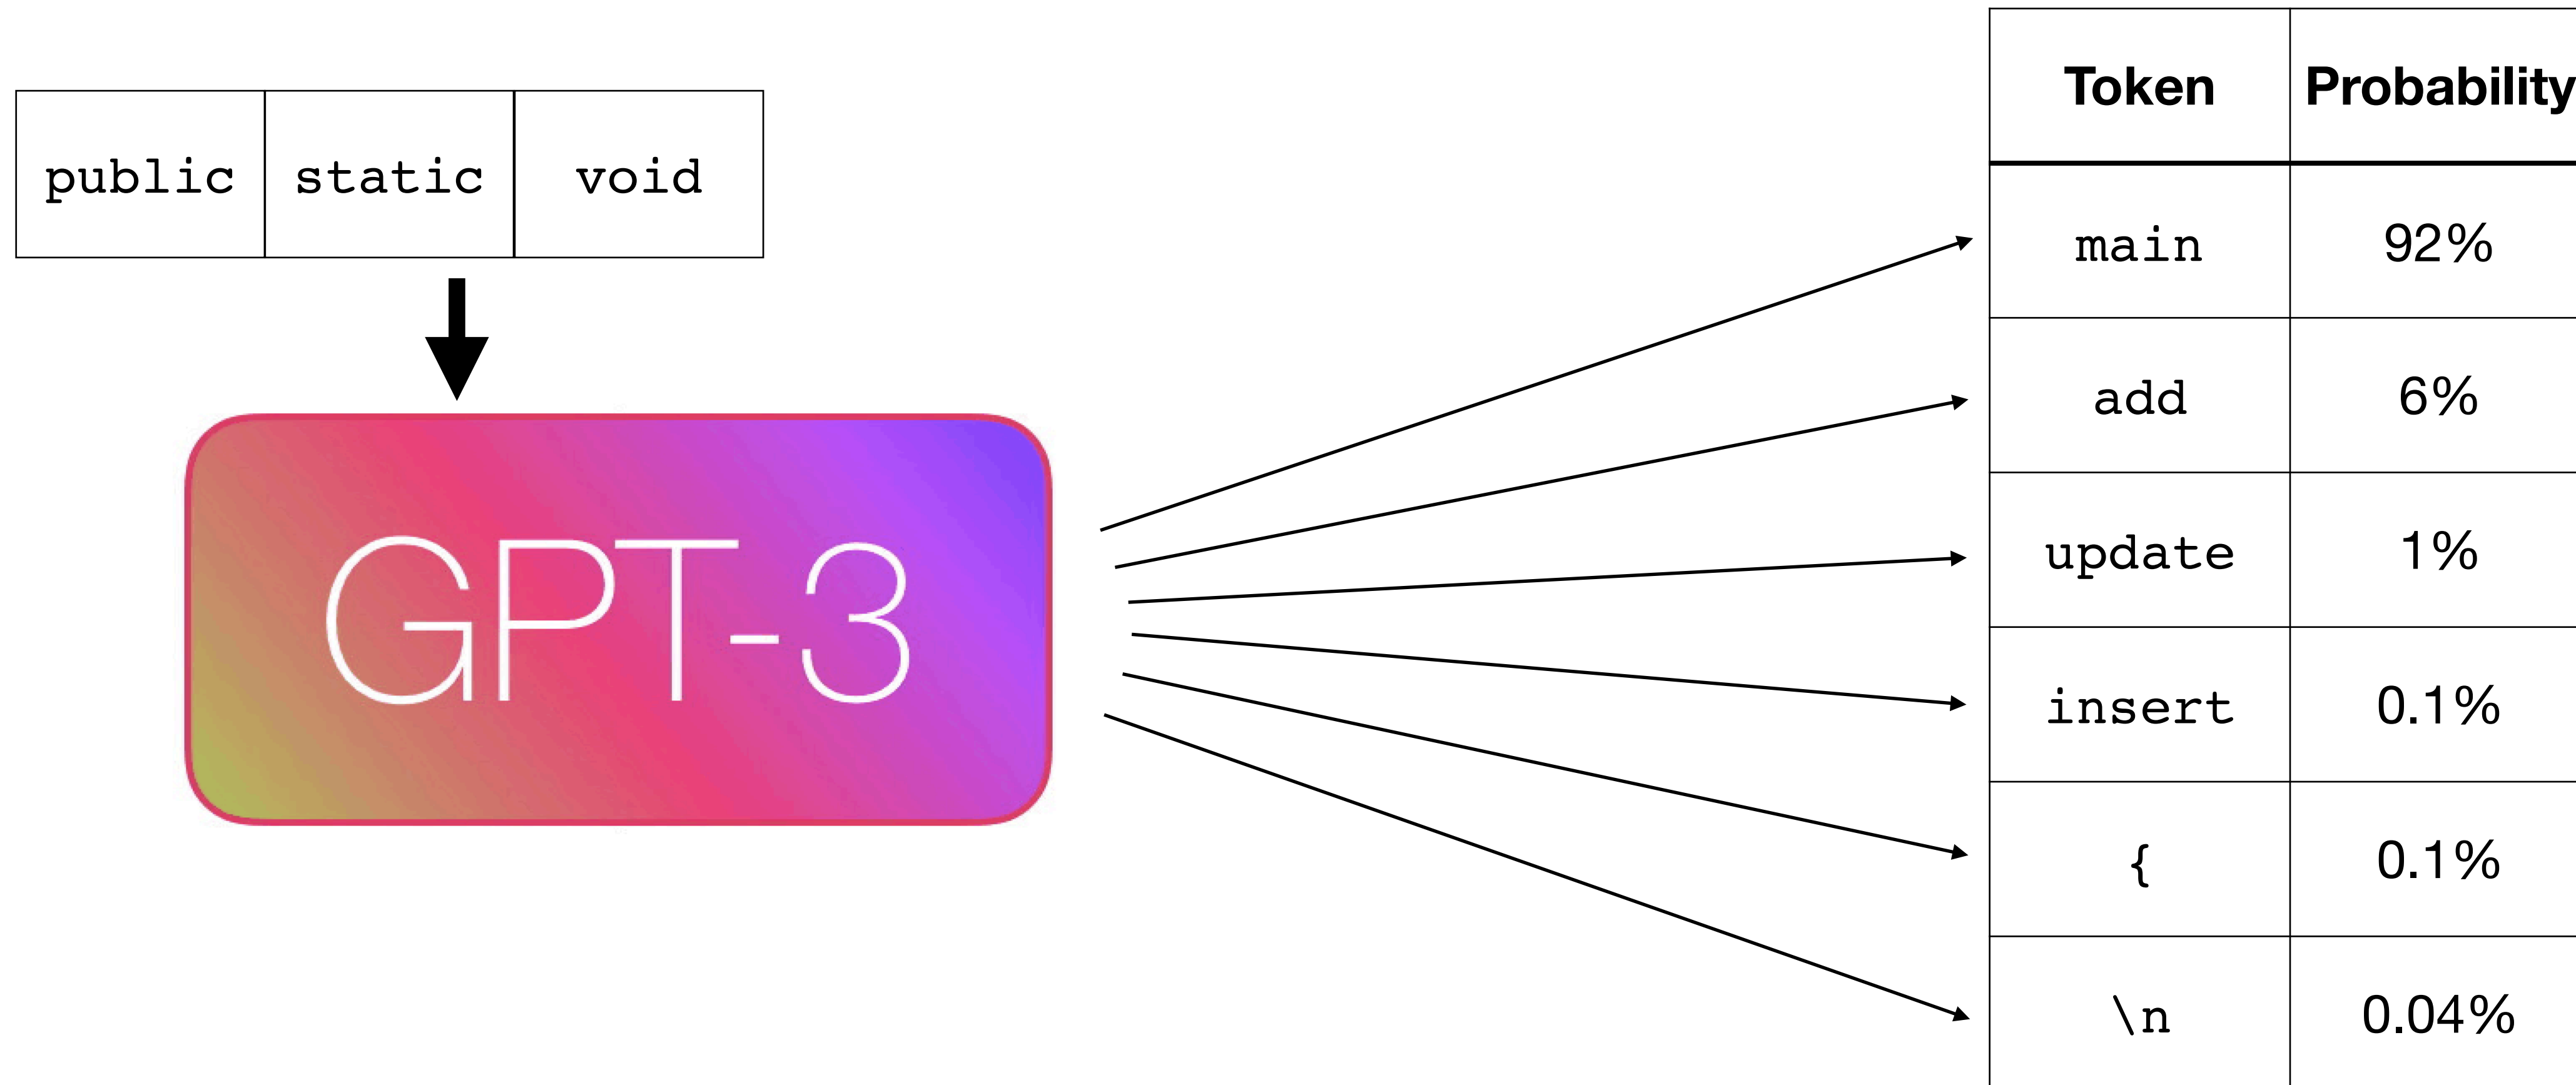 public static void
GPT-3
Token Probability
main 92%
add 6%
update 1%
insert 0.1%
{ 0.1%
\n 0.04%